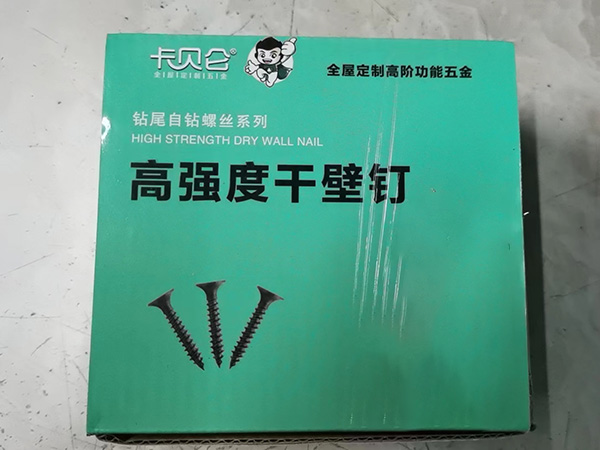 卡贝仑®
全屋定制五金
全屋定制高阶功能五金
钻尾自钻螺丝系列
HIGH STRENGTH DRY WALL NAIL
高强度干壁钉